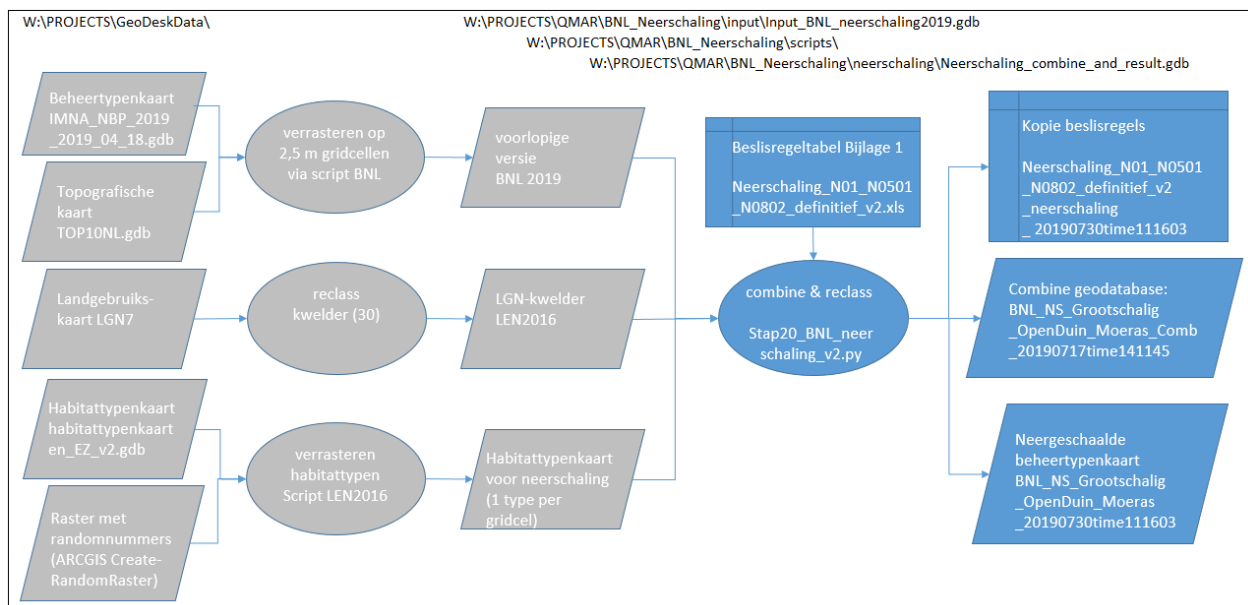 W:\PROJECTS\GeoDeskData\
W:\PROJECTS\QMAR\BNL_Neerschaling\input\Input_BNL_neerschaling2019.gdb
W:\PROJECTS\QMAR\BNL_Neerschaling\scripts\
W:\PROJECTS\QMAR\BNL_Neerschaling\neerschaling\Neerschaling_combine_and_result.gdb
Beheertypenkaart
IMNA_NBP_2019
_2019_04_18.gdb
Topografische
kaart
TOP10NL.gdb
verrasteren op
2,5 m gridcellen
via script BNL
voorlopige
versie
BNL 2019
Landgebruiks-
kaart LGN7
reclass
kwelder (30)
LGN-kwelder
LEN2016
Habitattypenkaart
habitattypenkaart
en_EZ_v2.gdb
Raster met
randomnummers
(ARCGIS Create-
RandomRaster)
verrasteren
habitattypen
Script LEN2016
Habitattypenkaart
voor neerschaling
(1 type per
gridcel)
Beslisregeltabel Bijlage 1
Neerschaling_N01_N0501
_N0802_definitief_v2.xls
combine & reclass
Stap20_BNL_neer
schaling_v2.py
Kopie beslisregels
Neerschaling_N01_N0501
_N0802_definitief_v2
_neerschaling
_20190730time111603
Combine geodatabase:
BNL_NS_Grootschalig
_OpenDuin_Moeras_Comb
_20190717time141145
Neergeschaalde
beheertypenkaart
BNL_NS_Grootschalig
_OpenDuin_Moeras
_20190730time111603